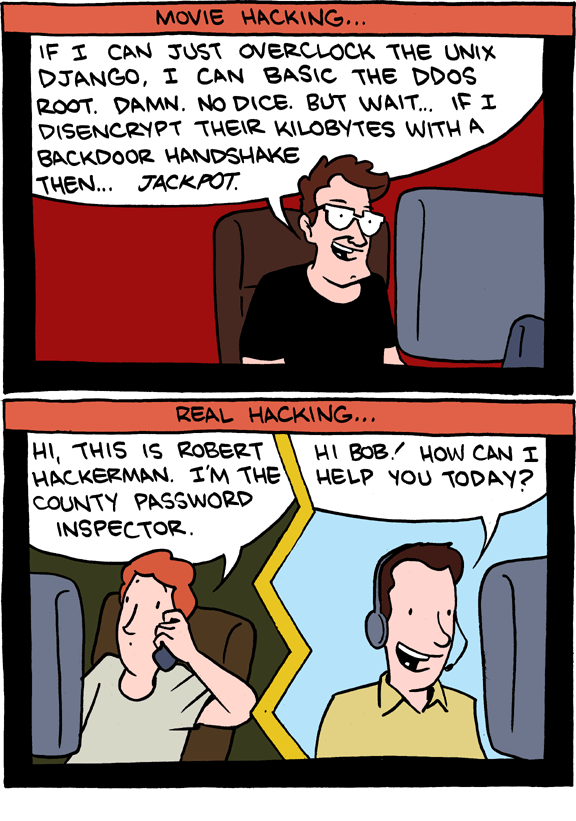 MOVIE HACKING...
IF I CAN JUST OVERCLOCK THE UNIX
DJANGO, I CAN BASIC THE DDOS
ROOT. DAMN. NO DICE. BUT WAIT... IF I
DISENCRYPT THEIR KILOBYTES WITH A
BACKDOOR HANDSHAKE
THEN... JACKPOT.
REAL HACKING...
HI, THIS IS ROBERT
HACKERMAN. I'M THE
COUNTY PASSWORD
INSPECTOR.
HI BOB! HOW CAN I
HELP YOU TODAY?